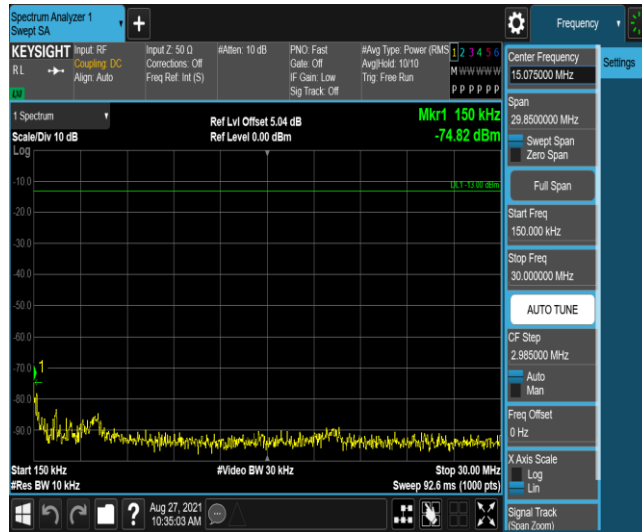 Spectrum Analyzer 1
Swept SA
Frequency
KEYSIGHT
RL
LXI
Input: RF
Coupling: DC
Align: Auto
Input Z: 50 Ω
Corrections: Off
Freq Ref: Int (S)
#Atten: 10 dB
PNO: Fast
Gate: Off
IF Gain: Low
Sig Track: Off
#Avg Type: Power (RMS
Avg|Hold: 10/10
Trig: Free Run
1 2 3 4 5 6
M W W W W W
P P P P P P
Center Frequency
15.075000 MHz
Settings
Span
29.8500000 MHz
Swept Span
Zero Span
Full Span
Start Freq
150.000 kHz
Stop Freq
30.000000 MHz
AUTO TUNE
CF Step
2.985000 MHz
Auto
Man
Freq Offset
0 Hz
X Axis Scale
Log
Lin
Signal Track
(Span Zoom)
1 Spectrum
Scale/Div 10 dB
Log
Ref Lvl Offset 5.04 dB
Ref Level 0.00 dBm
Mkr1 150 kHz
-74.82 dBm
-10.0
DL1 -13.00 dBm
-20.0
-30.0
-40.0
-50.0
-60.0
-70.0
1
-80.0
-90.0
Start 150 kHz
#Res BW 10 kHz
#Video BW 30 kHz
Stop 30.00 MHz
Sweep 92.6 ms (1000 pts)
?
Aug 27, 2021
10:35:03 AM